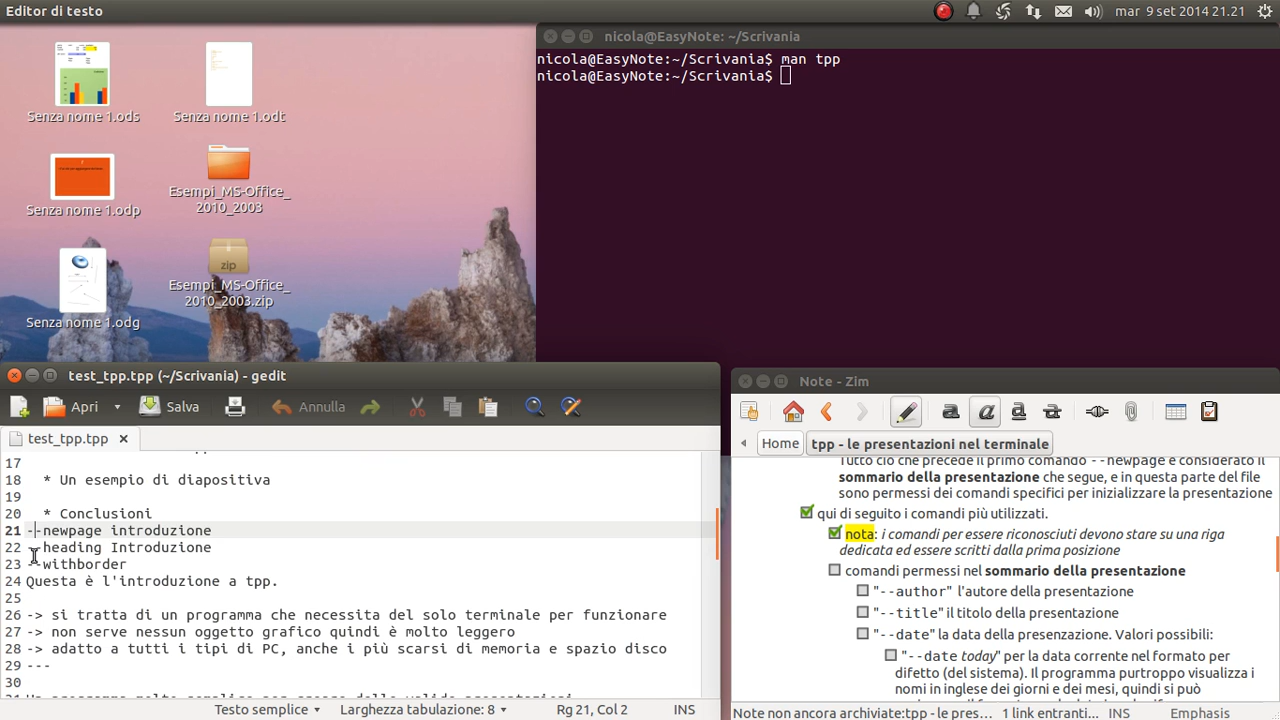 Editor di testo
mar 9 set 2014 21.21
Senza nome 1.ods
Senza nome 1.odt
Senza nome 1.odp
Esempi_MS-Office_
2010_2003
zip
Esempi_MS-Office_
2010_2003.zip
Senza nome 1.odg
nicola@EasyNote: ~/Scrivania
nicola@EasyNote:~/Scrivania$ man tpp
nicola@EasyNote:~/Scrivania$
test_tpp.tpp (~/Scrivania) - gedit
Apri
Salva
Annulla
test_tpp.tpp
17
18 * Un esempio di diapositiva
19
20 * Conclusioni
21 --newpage introduzione
22 --heading Introduzione
23 --withborder
24 Questa è l'introduzione a tpp.
25
26 -> si tratta di un programma che necessita del solo terminale per funzionare
27 -> non serve nessun oggetto grafico quindi è molto leggero
28 -> adatto a tutti i tipi di PC, anche i più scarsi di memoria e spazio disco
29 ---
30
Testo semplice
Larghezza tabulazione: 8
Rg 21, Col 2
INS
Note - Zim
Home
tpp - le presentazioni nel terminale
Tutto ciò che precede il primo comando --newpage è considerato il
sommario della presentazione che segue, e in questa parte del file
sono permessi dei comandi specifici per inizializzare la presentazione
qui di seguito i comandi più utilizzati.
nota: i comandi per essere riconosciuti devono stare su una riga
dedicata ed essere scritti dalla prima posizione
comandi permessi nel sommario della presentazione
"--author" l'autore della presentazione
"--title" il titolo della presentazione
"--date" la data della presenzazione. Valori possibili:
"--date today" per la data corrente nel formato per
difetto (del sistema). Il programma purtroppo visualizza i
nomi in inglese dei giorni e dei mesi, quindi si può
Note non ancora archiviate:tpp - le pres...
1 link entranti...
INS
Emphasis